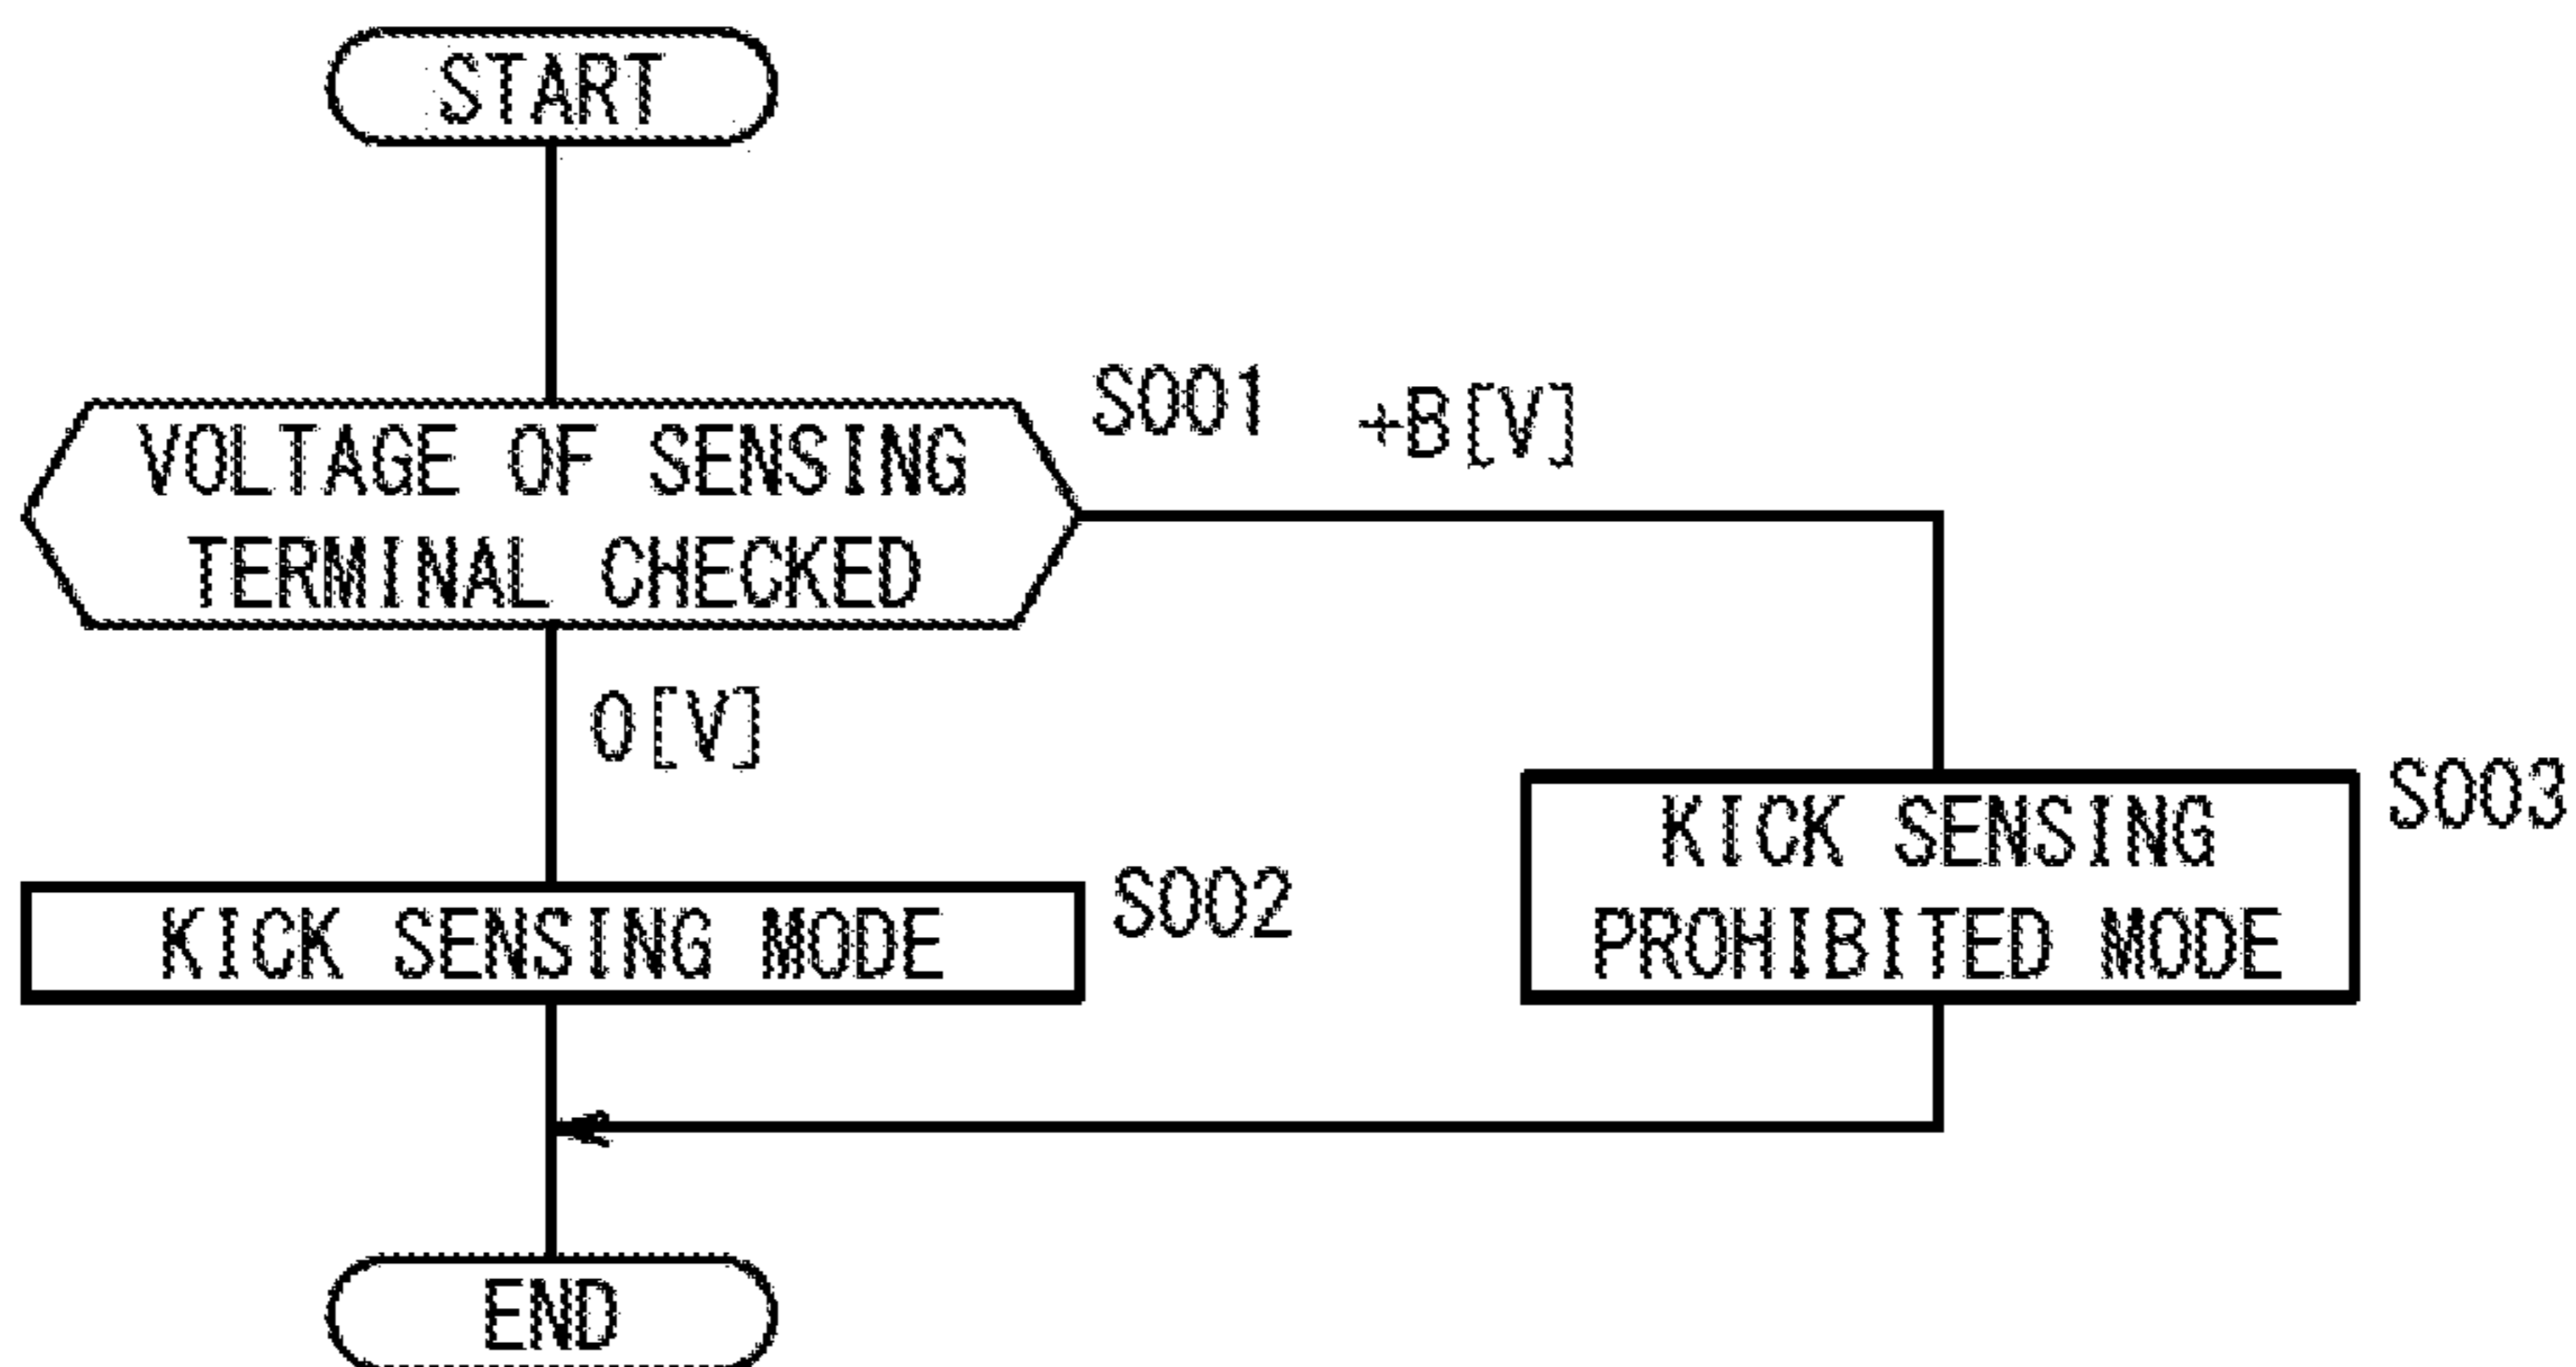 START
VOLTAGE OF SENSING
TERMINAL CHECKED
S001
+B[V]
0[V]
KICK SENSING MODE
S002
KICK SENSING
PROHIBITED MODE
S003
END